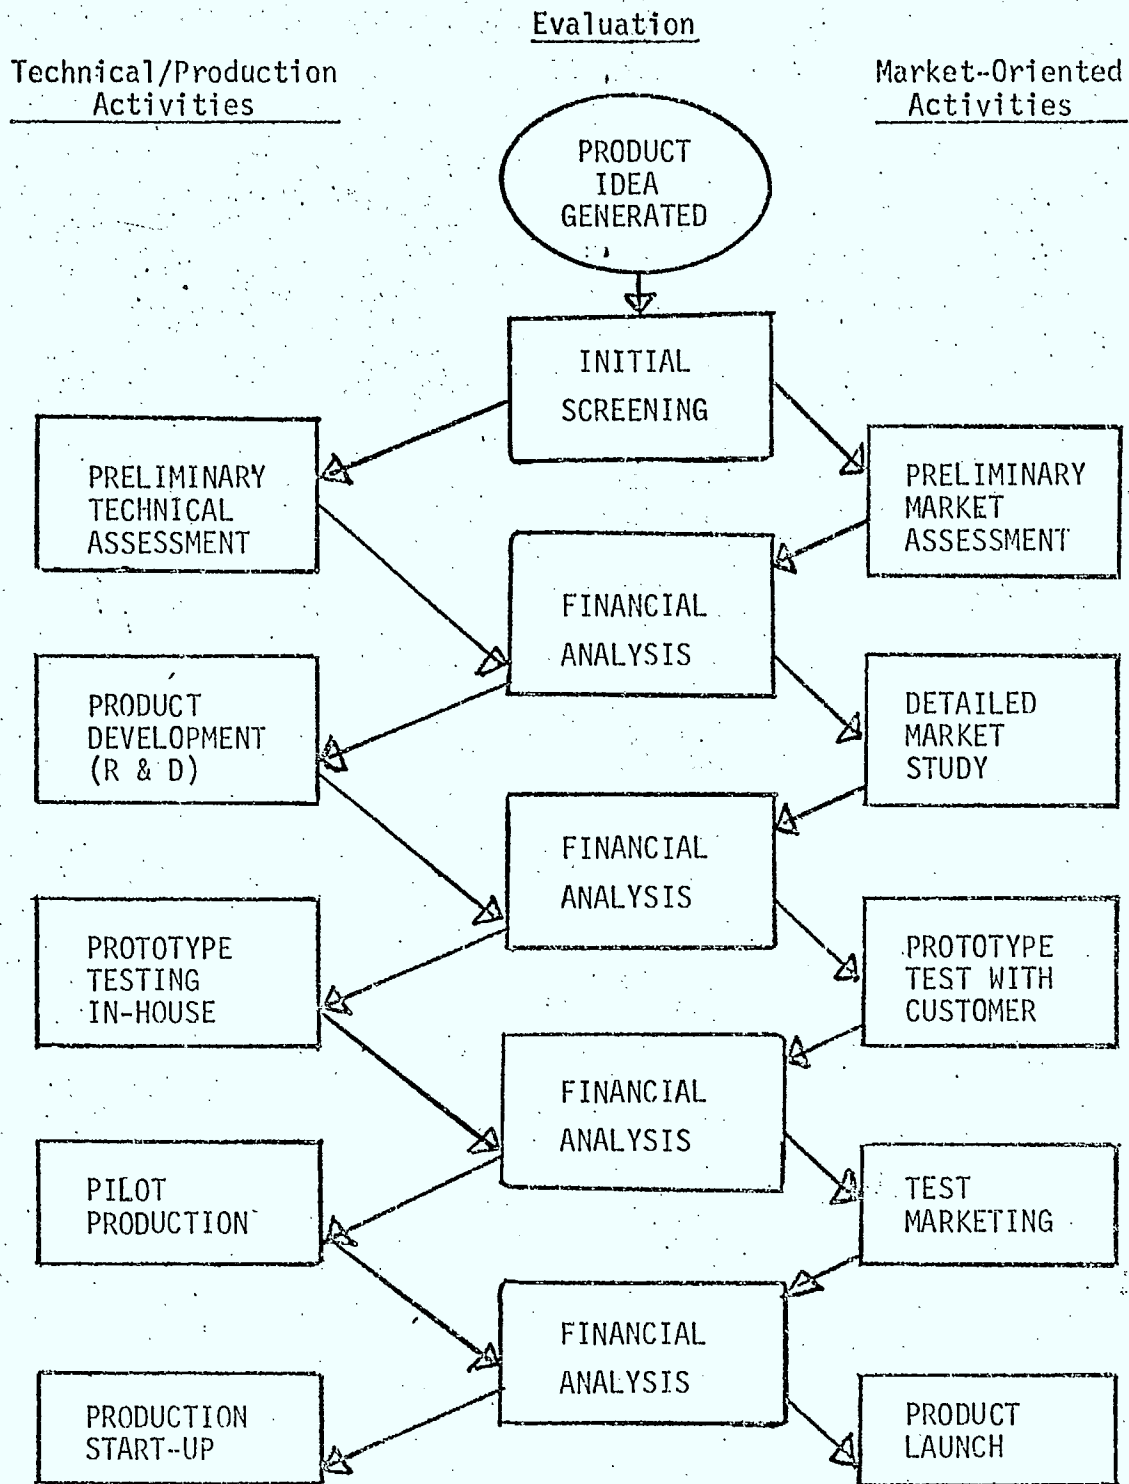 Evaluation
Technical/Production
Activities
Market-Oriented
Activities
PRODUCT
IDEA
GENERATED
INITIAL
SCREENING
PRELIMINARY
TECHNICAL
ASSESSMENT
PRELIMINARY
MARKET
ASSESSMENT
FINANCIAL
ANALYSIS
PRODUCT
DEVELOPMENT
(R & D)
DETAILED
MARKET
STUDY
FINANCIAL
ANALYSIS
PROTOTYPE
TESTING
IN-HOUSE
PROTOTYPE
TEST WITH
CUSTOMER
FINANCIAL
ANALYSIS
PILOT
PRODUCTION
TEST
MARKETING
FINANCIAL
ANALYSIS
PRODUCTION
START-UP
PRODUCT
LAUNCH